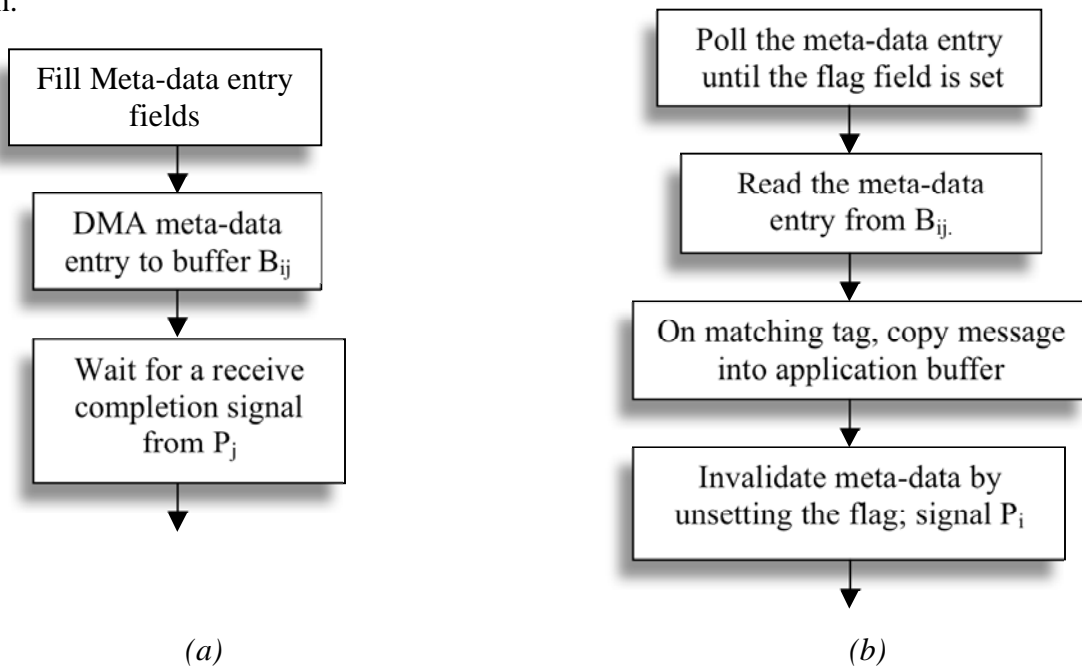 Fill Meta-data entry
fields
DMA meta-data
entry to buffer Bij
Wait for a receive
completion signal
from Pj
(a)
Poll the meta-data entry
until the flag field is set
Read the meta-data
entry from Bij.
On matching tag, copy message
into application buffer
Invalidate meta-data by
unsetting the flag; signal Pi
(b)